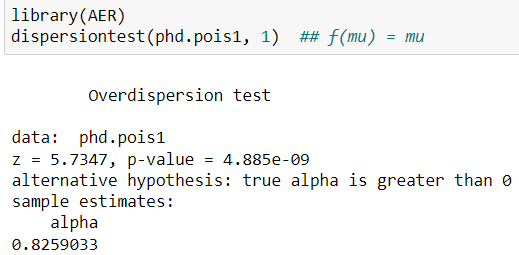 library(AER)
dispersiontest(phd.pois1, 1)  ## f(mu) = mu
Overdispersion test
data:  phd.pois1
z = 5.7347, p-value = 4.885e-09
alternative hypothesis: true alpha is greater than 0
sample estimates:
alpha
0.8259033